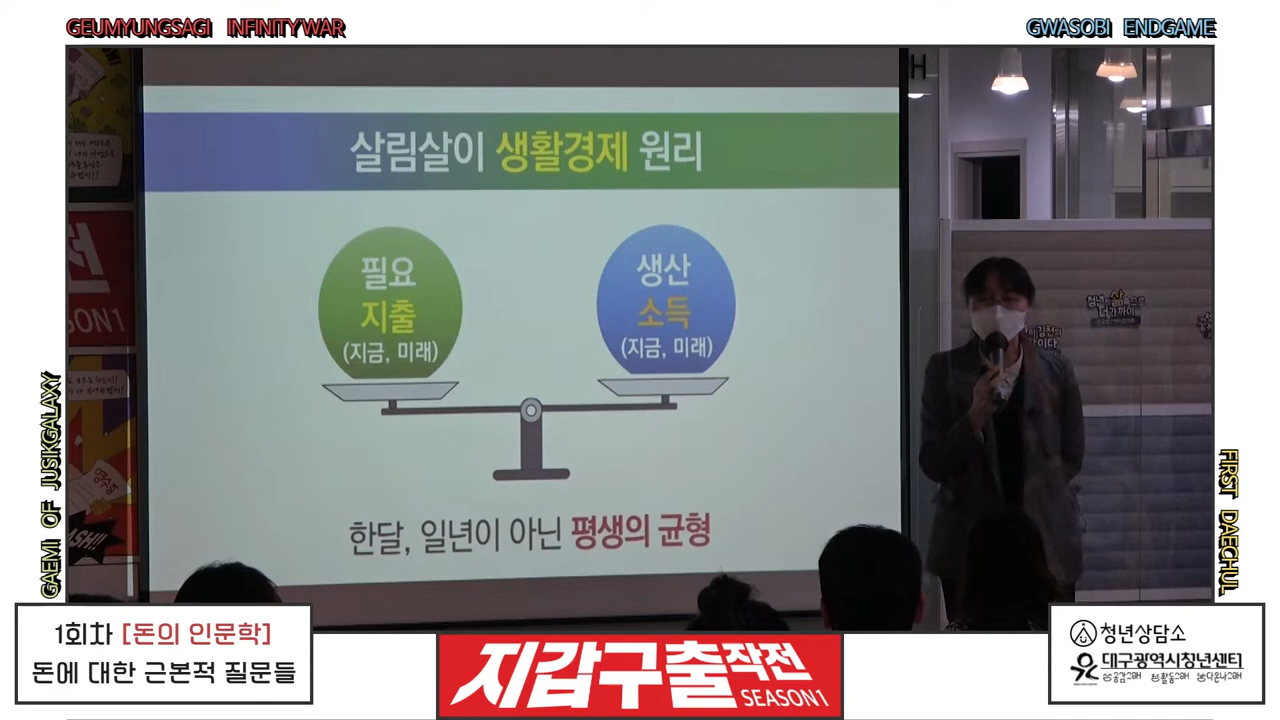 GEUMYUNGSAGI INFINITY WAR
GWASOBI ENDGAME
살림살이 생활경제 원리
필요
지출
(지금, 미래)
생산
소득
(지금, 미래)
한달, 일년이 아닌 평생의 균형
GAEMI OF JUSIKGALAXY
FIRST DAECHUL
1회차 [돈의 인문학]
돈에 대한 근본적 질문들
지갑구출작전
SEASON1
청년상담소
대구광역시청년센터